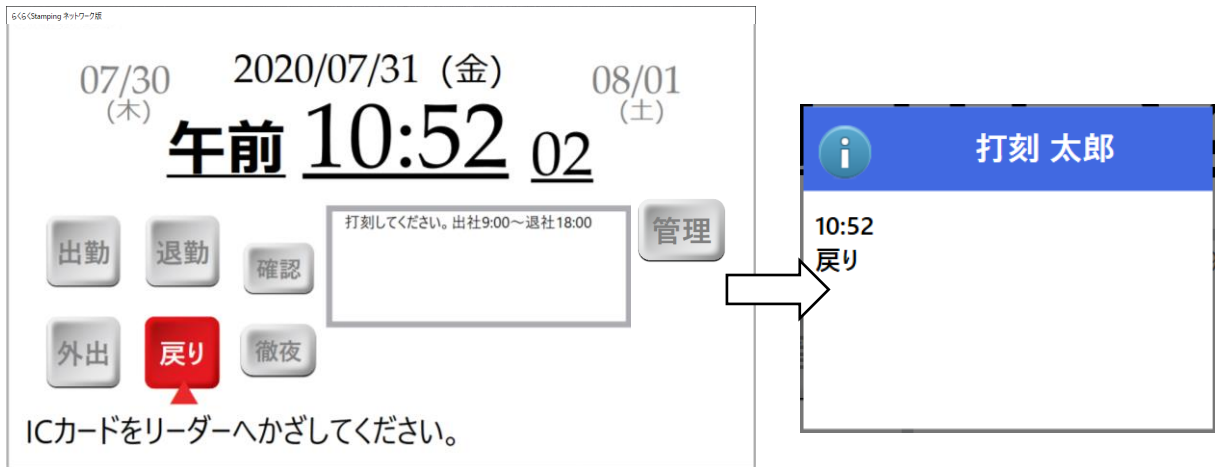 らくらくStamping ネットワーク版
07/30
(木)
2020/07/31 (金)
08/01
(土)
午前 10:52 02
出勤
退勤
確認
打刻してください。出社9:00～退社18:00
管理
外出
戻り
徹夜
ICカードをリーダーへかざしてください。
i
打刻 太郎
10:52
戻り